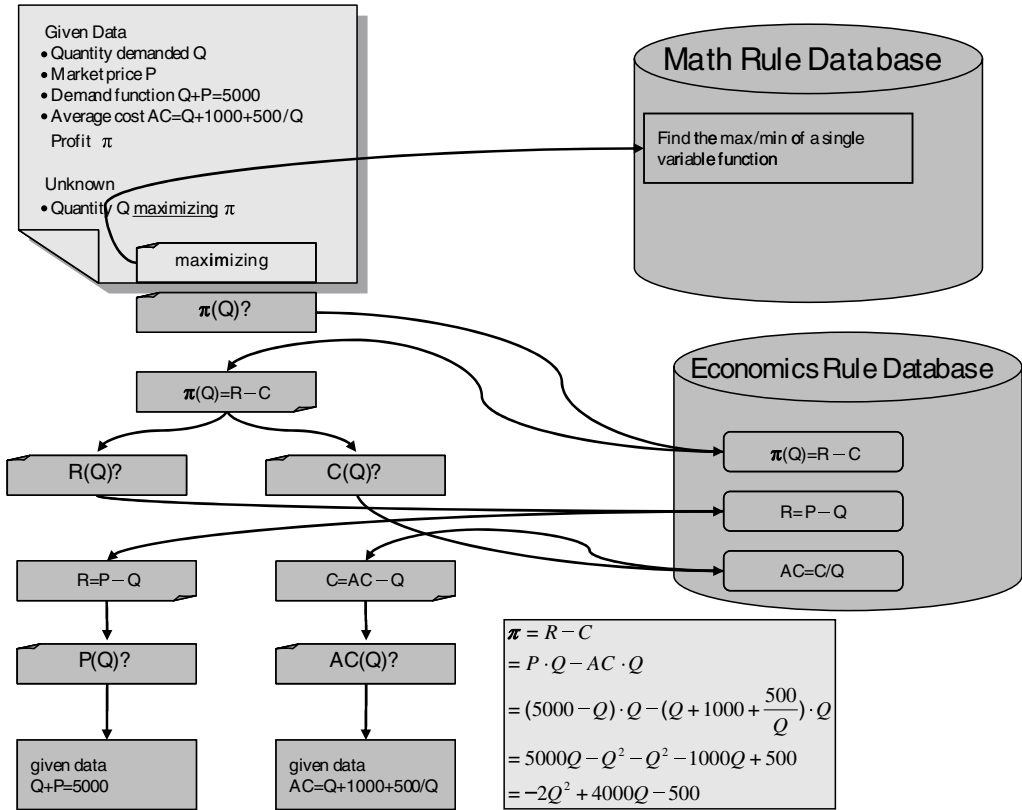 Given Data
• Quantity demanded Q
• Market price P
• Demand function Q+P=5000
• Average cost AC=Q+1000+500/Q
Profit π
Unknown
• Quantity Q maximizing π
maximizing
π(Q)?
π(Q)=R−C
R(Q)?
C(Q)?
R=P−Q
C=AC−Q
P(Q)?
AC(Q)?
given data
Q+P=5000
given data
AC=Q+1000+500/Q
Math Rule Database
Find the max/min of a single
variable function
Economics Rule Database
π(Q)=R−C
R=P−Q
AC=C/Q
π = R − C
= P · Q − AC · Q
= (5000 − Q) · Q − (Q + 1000 + 500/Q) · Q
= 5000Q − Q² − Q² − 1000Q + 500
= −2Q² + 4000Q − 500